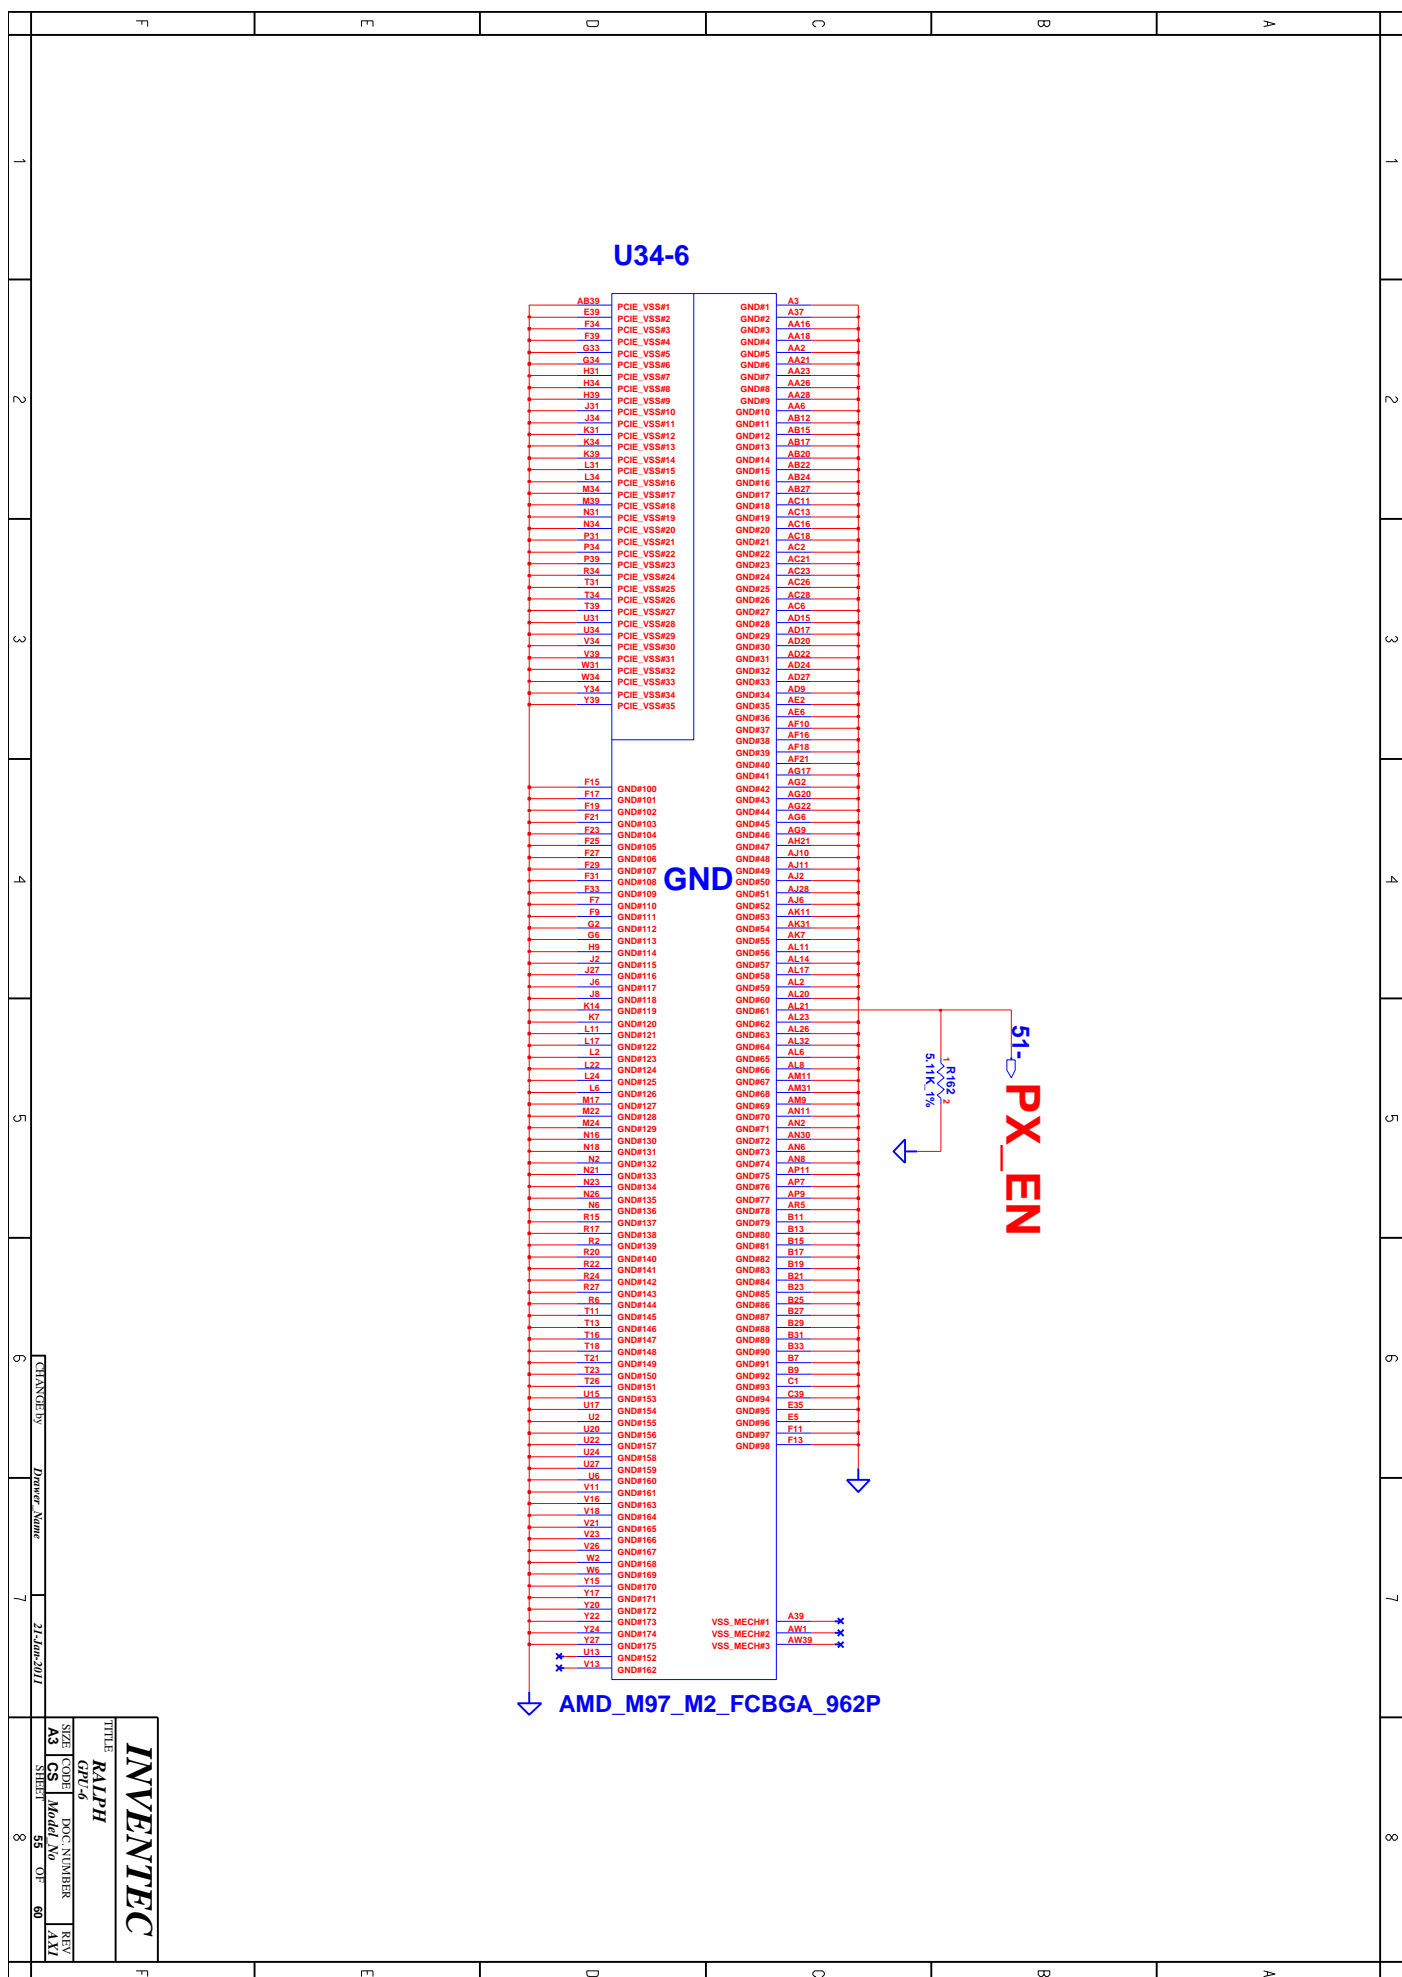 F E D C B A
1 1
2 2
3 3
4 4
5 5
6 6
7 7
8 8
U34-6
AB39 PCIE_VSS#1
E39 PCIE_VSS#2
F34 PCIE_VSS#3
F39 PCIE_VSS#4
G33 PCIE_VSS#5
G34 PCIE_VSS#6
H31 PCIE_VSS#7
H34 PCIE_VSS#8
H39 PCIE_VSS#9
J31 PCIE_VSS#10
J34 PCIE_VSS#11
K31 PCIE_VSS#12
K34 PCIE_VSS#13
K39 PCIE_VSS#14
L31 PCIE_VSS#15
L34 PCIE_VSS#16
M34 PCIE_VSS#17
M39 PCIE_VSS#18
N31 PCIE_VSS#19
N34 PCIE_VSS#20
P31 PCIE_VSS#21
P34 PCIE_VSS#22
P39 PCIE_VSS#23
R34 PCIE_VSS#24
T31 PCIE_VSS#25
T34 PCIE_VSS#26
T39 PCIE_VSS#27
U31 PCIE_VSS#28
U34 PCIE_VSS#29
V34 PCIE_VSS#30
V39 PCIE_VSS#31
W31 PCIE_VSS#32
W34 PCIE_VSS#33
Y34 PCIE_VSS#34
Y39 PCIE_VSS#35
F15 GND#100
F17 GND#101
F19 GND#102
F21 GND#103
F23 GND#104
F25 GND#105
F27 GND#106
F29 GND#107
F31 GND#108
F33 GND#109
F7 GND#110
F9 GND#111
G2 GND#112
G6 GND#113
H9 GND#114
J2 GND#115
J27 GND#116
J6 GND#117
J8 GND#118
K14 GND#119
K7 GND#120
L11 GND#121
L17 GND#122
L2 GND#123
L22 GND#124
L24 GND#125
L6 GND#126
M17 GND#127
M22 GND#128
M24 GND#129
N16 GND#130
N18 GND#131
N2 GND#132
N21 GND#133
N23 GND#134
N26 GND#135
N6 GND#136
R15 GND#137
R17 GND#138
R2 GND#139
R20 GND#140
R22 GND#141
R24 GND#142
R27 GND#143
R6 GND#144
T11 GND#145
T13 GND#146
T16 GND#147
T18 GND#148
T21 GND#149
T23 GND#150
T26 GND#151
U15 GND#153
U17 GND#154
U2 GND#155
U20 GND#156
U22 GND#157
U24 GND#158
U27 GND#159
U6 GND#160
V11 GND#161
V16 GND#163
V18 GND#164
V21 GND#165
V23 GND#166
V26 GND#167
W2 GND#168
W6 GND#169
Y15 GND#170
Y17 GND#171
Y20 GND#172
Y22 GND#173
Y24 GND#174
Y27 GND#175
U13 GND#152
V13 GND#162
GND
GND#1 A3
GND#2 A37
GND#3 AA16
GND#4 AA18
GND#5 AA2
GND#6 AA21
GND#7 AA23
GND#8 AA26
GND#9 AA28
GND#10 AA6
GND#11 AB12
GND#12 AB15
GND#13 AB17
GND#14 AB20
GND#15 AB22
GND#16 AB24
GND#17 AB27
GND#18 AC11
GND#19 AC13
GND#20 AC16
GND#21 AC18
GND#22 AC2
GND#23 AC21
GND#24 AC23
GND#25 AC26
GND#26 AC28
GND#27 AC6
GND#28 AD15
GND#29 AD17
GND#30 AD20
GND#31 AD22
GND#32 AD24
GND#33 AD27
GND#34 AD9
GND#35 AE2
GND#36 AE6
GND#37 AF10
GND#38 AF16
GND#39 AF18
GND#40 AF21
GND#41 AG17
GND#42 AG2
GND#43 AG20
GND#44 AG22
GND#45 AG6
GND#46 AG9
GND#47 AH21
GND#48 AJ10
GND#49 AJ11
GND#50 AJ2
GND#51 AJ28
GND#52 AJ6
GND#53 AK11
GND#54 AK31
GND#55 AK7
GND#56 AL11
GND#57 AL14
GND#58 AL17
GND#59 AL2
GND#60 AL20
GND#61 AL21
GND#62 AL23
GND#63 AL26
GND#64 AL32
GND#65 AL6
GND#66 AL8
GND#67 AM11
GND#68 AM31
GND#69 AM9
GND#70 AN11
GND#71 AN2
GND#72 AN30
GND#73 AN6
GND#74 AN8
GND#75 AP11
GND#76 AP7
GND#77 AP9
GND#78 AR5
GND#79 B11
GND#80 B13
GND#81 B15
GND#82 B17
GND#83 B19
GND#84 B21
GND#85 B23
GND#86 B25
GND#87 B27
GND#88 B29
GND#89 B31
GND#90 B33
GND#91 B7
GND#92 B9
GND#93 C1
GND#94 C39
GND#95 E35
GND#96 E5
GND#97 F11
GND#98 F13
VSS_MECH#1 A39
VSS_MECH#2 AW1
VSS_MECH#3 AW39
AMD_M97_M2_FCBGA_962P
51- PX_EN
1 R162 2
5.11K_1%
CHANGE by Drawer_Name 21-Jan-2011
INVENTEC
TITLE
RALPH
GPU-6
SIZE CODE DOC.NUMBER REV
A3 CS Model_No AX1
SHEET 55 OF 60
F E D C B A